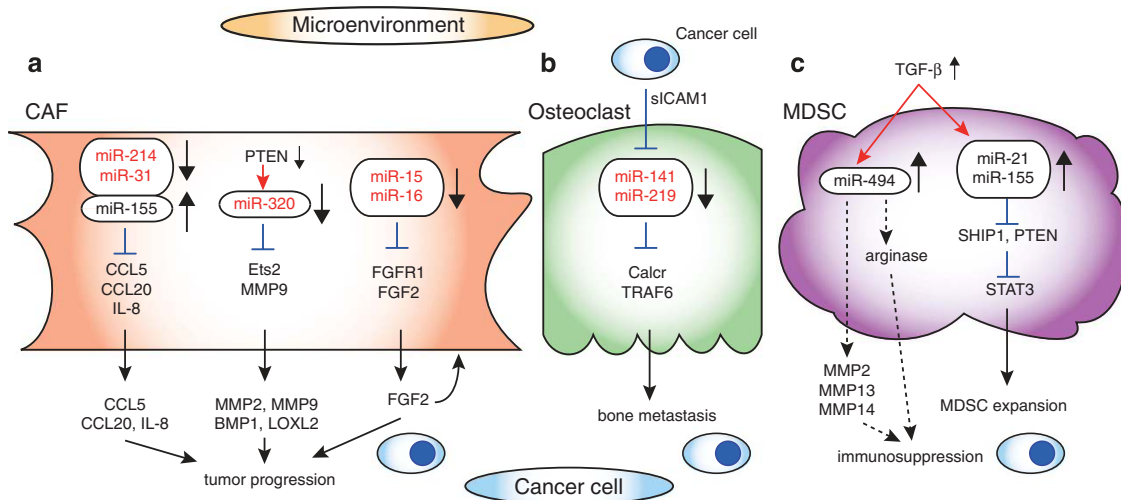 Microenvironment
a
CAF
miR-214
miR-31
miR-155
CCL5
CCL20
IL-8
CCL5
CCL20, IL-8
PTEN
miR-320
Ets2
MMP9
MMP2, MMP9
BMP1, LOXL2
miR-15
miR-16
FGFR1
FGF2
FGF2
tumor progression
b
Cancer cell
sICAM1
Osteoclast
miR-141
miR-219
Calcr
TRAF6
bone metastasis
c
TGF-β
MDSC
miR-494
arginase
MMP2
MMP13
MMP14
immunosuppression
miR-21
miR-155
SHIP1, PTEN
STAT3
MDSC expansion
Cancer cell